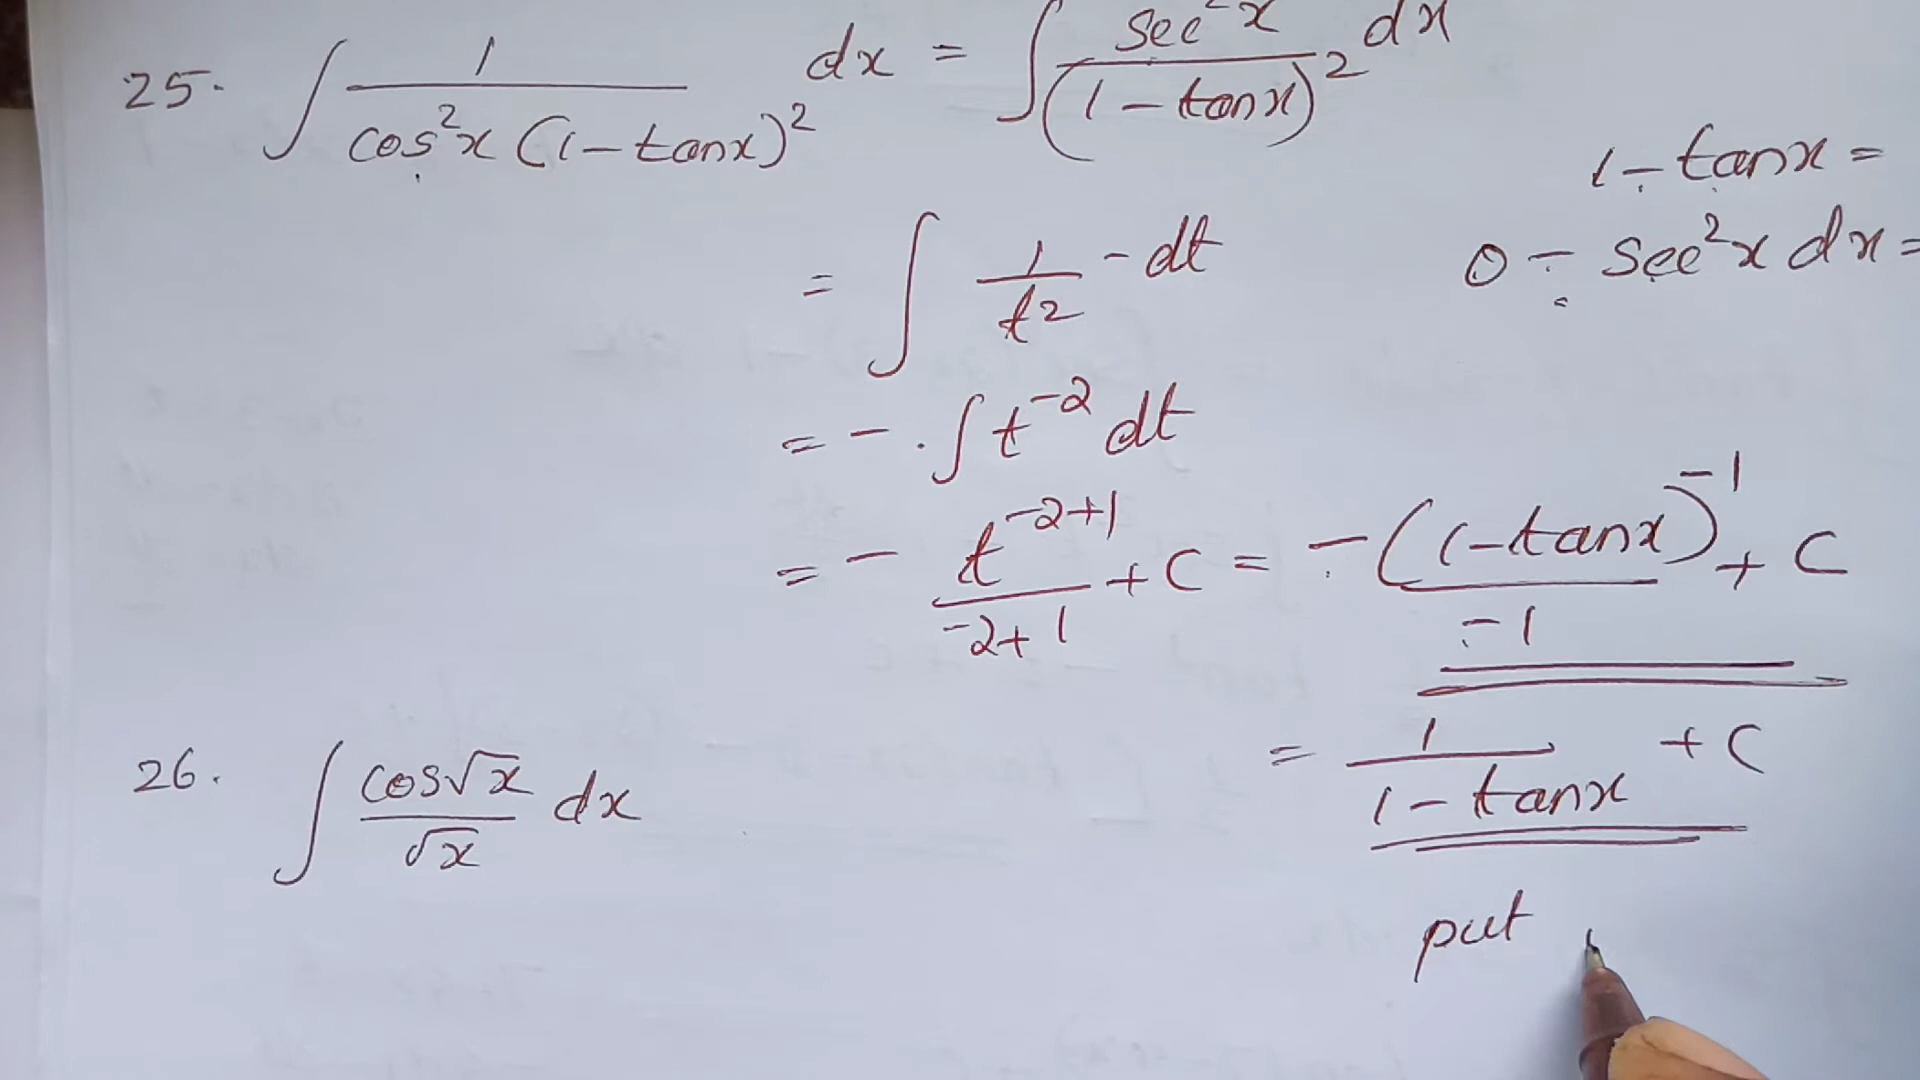 25. ∫ 1/(cos²x (1-tanx)²) dx = ∫ sec²x/(1-tanx)² dx
1-tanx =
0 - sec²x dx =
= ∫ 1/t² -dt
= - . ∫ t⁻² dt
= - t^(-2+1)/(-2+1) + C = - (1-tanx)⁻¹/(-1) + C
= 1/(1-tanx) + C
26. ∫ cos√x/√x dx
put